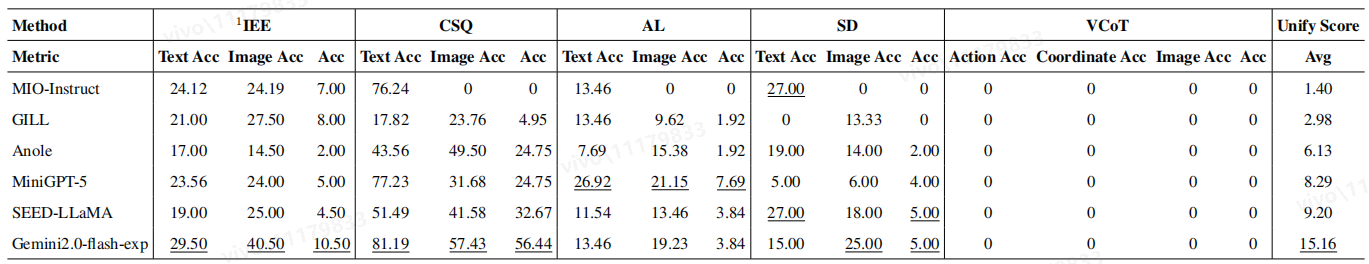 Method ¹IEE CSQ AL SD VCoT Unify Score
Metric Text Acc Image Acc Acc Text Acc Image Acc Acc Text Acc Image Acc Acc Text Acc Image Acc Acc Action Acc Coordinate Acc Image Acc Acc Avg
MIO-Instruct 24.12 24.19 7.00 76.24 0 0 13.46 0 0 27.00 0 0 0 0 0 0 1.40
GILL 21.00 27.50 8.00 17.82 23.76 4.95 13.46 9.62 1.92 0 13.33 0 0 0 0 0 2.98
Anole 17.00 14.50 2.00 43.56 49.50 24.75 7.69 15.38 1.92 19.00 14.00 2.00 0 0 0 0 6.13
MiniGPT-5 23.56 24.00 5.00 77.23 31.68 24.75 26.92 21.15 7.69 5.00 6.00 4.00 0 0 0 0 8.29
SEED-LLaMA 19.00 25.00 4.50 51.49 41.58 32.67 11.54 13.46 3.84 27.00 18.00 5.00 0 0 0 0 9.20
Gemini2.0-flash-exp 29.50 40.50 10.50 81.19 57.43 56.44 13.46 19.23 3.84 15.00 25.00 5.00 0 0 0 0 15.16